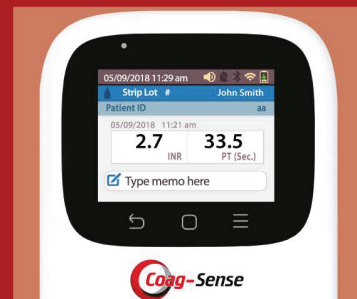 05/09/2018 11:29 am
Strip Lot # John Smith
Patient ID aa
05/09/2018 11:21 am
2.7 33.5
INR PT (Sec.)
Type memo here
Coag-Sense